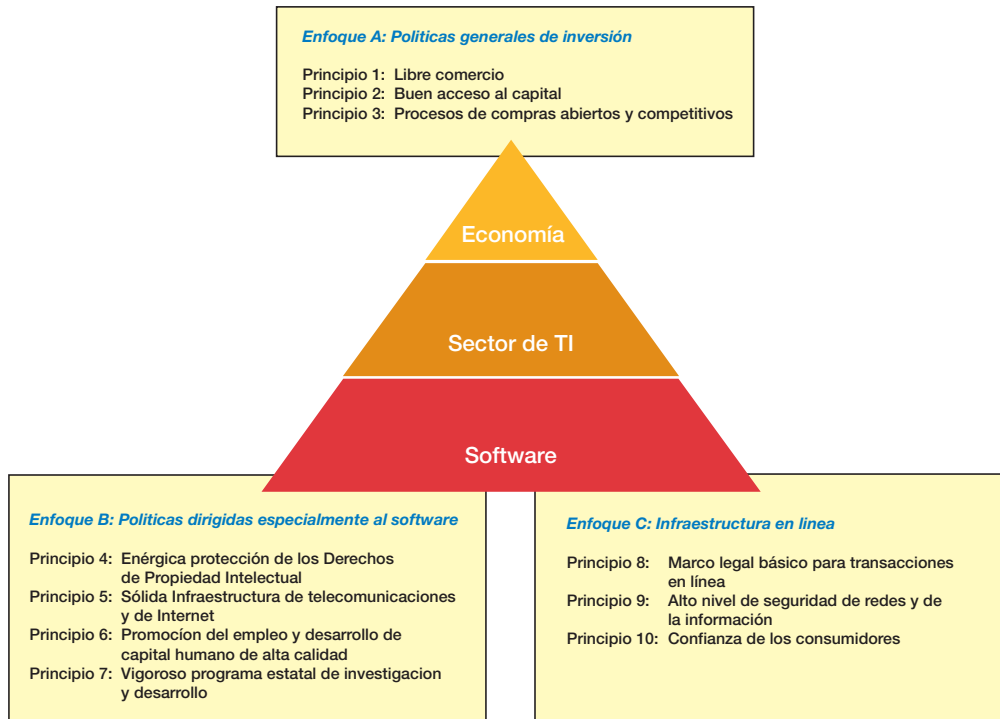 Enfoque A: Politicas generales de inversión
Principio 1: Libre comercio
Principio 2: Buen acceso al capital
Principio 3: Procesos de compras abiertos y competitivos
Economía
Sector de TI
Software
Enfoque B: Politicas dirigidas especialmente al software
Principio 4: Enérgica protección de los Derechos
de Propiedad Intelectual
Principio 5: Sólida Infraestructura de telecomunicaciones
y de Internet
Principio 6: Promocíon del empleo y desarrollo de
capital humano de alta calidad
Principio 7: Vigoroso programa estatal de investigacion
y desarrollo
Enfoque C: Infraestructura en linea
Principio 8: Marco legal básico para transacciones
en línea
Principio 9: Alto nivel de seguridad de redes y de
la información
Principio 10: Confianza de los consumidores